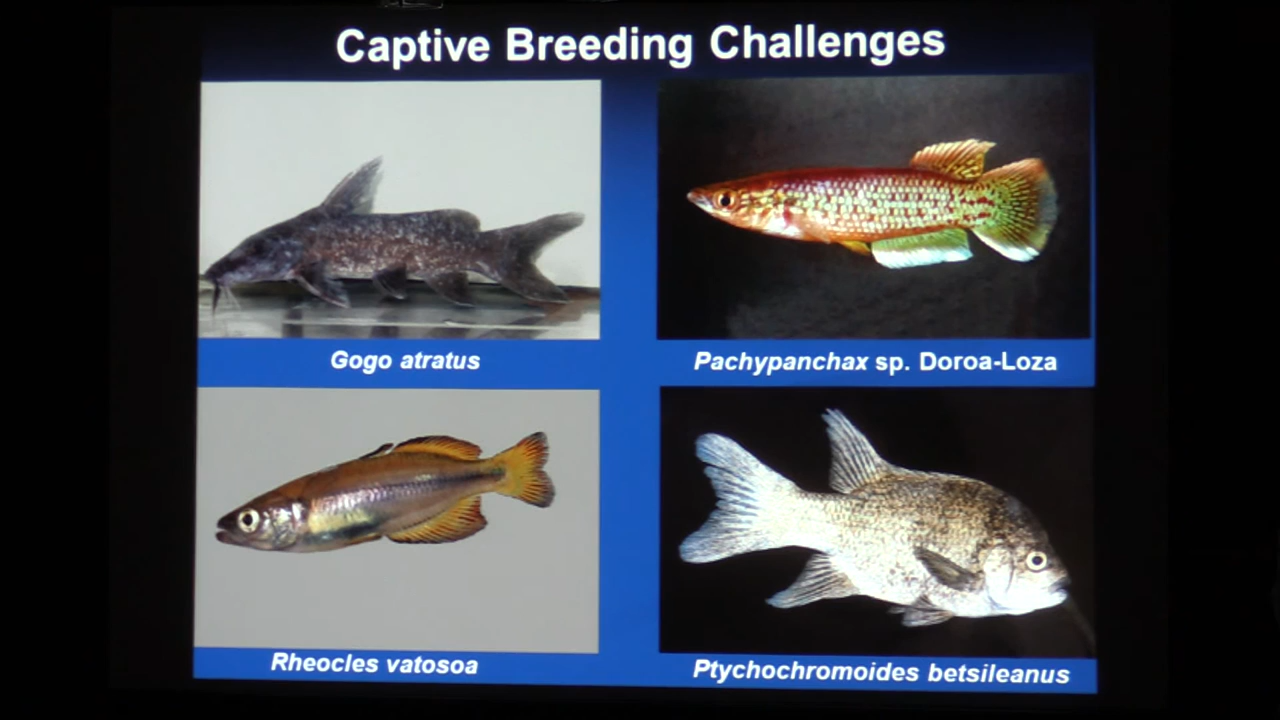 Captive Breeding Challenges
Gogo atratus
Pachypanchax sp. Doroa-Loza
Rheocles vatosoa
Ptychochromoides betsileanus